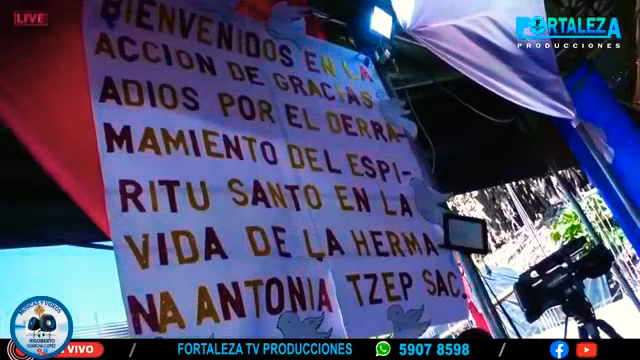 LIVE
FORTALEZA
PRODUCCIONES
BIENVENIDOS EN LA
ACCION DE GRACIAS
ADIOS POR EL DERRA-
MAMIENTO DEL ESPI-
RITU SANTO EN LA
VIDA DE LA HERMA
NA ANTONIA TZEP SAC.
RIGOBERTO
VIVO
FORTALEZA TV PRODUCCIONES 5907 8598 / /